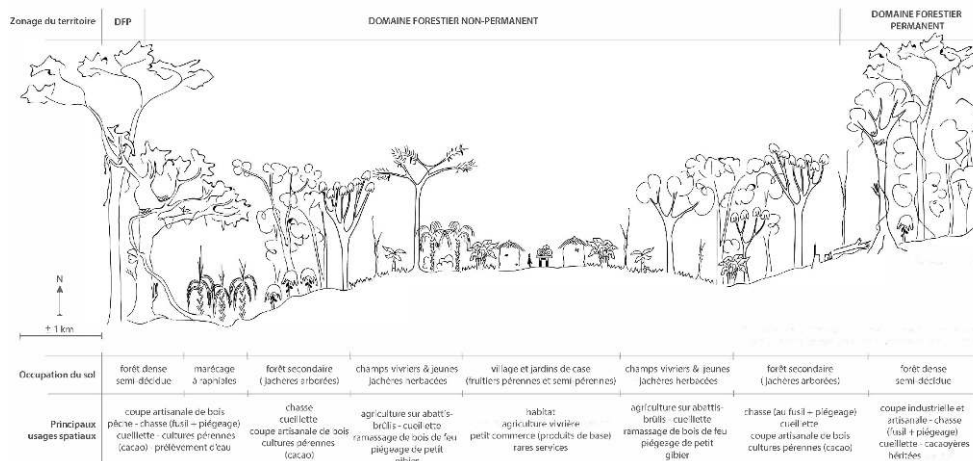 Zonage du territoire
DFP
DOMAINE FORESTIER NON-PERMANENT
DOMAINE FORESTIER
PERMANENT
N
± 1 km
Occupation du sol
forêt dense
semi-décidue
marécage
à raphiales
forêt secondaire
(jachères arborées)
champs vivriers & jeunes
jachères herbacées
village et jardins de case
(fruitiers pérennes et semi-pérennes)
champs vivriers & jeunes
jachères herbacées
forêt secondaire
(jachères arborées)
forêt dense
semi-décidue
Principaux
usages spatiaux
coupe artisanale de bois
pêche - chasse (fusil + piégeage)
cueillette - cultures pérennes
(cacao) - prélèvement d'eau
chasse
cueillette
coupe artisanale de bois
cultures pérennes
(cacao)
agriculture sur abattis-
brûlis - cueillette
ramassage de bois de feu
piégeage de petit
gibier
habitat
agriculture vivrière
petit commerce (produits de base)
rares services
agriculture sur abattis-
brûlis - cueillette
ramassage de bois de feu
piégeage de petit
gibier
chasse (au fusil + piégeage)
cueillette
coupe artisanale de bois
cultures pérennes (cacao)
coupe industrielle et
artisanale - chasse
(fusil + piégeage)
cueillette - cacaoyères
héritées